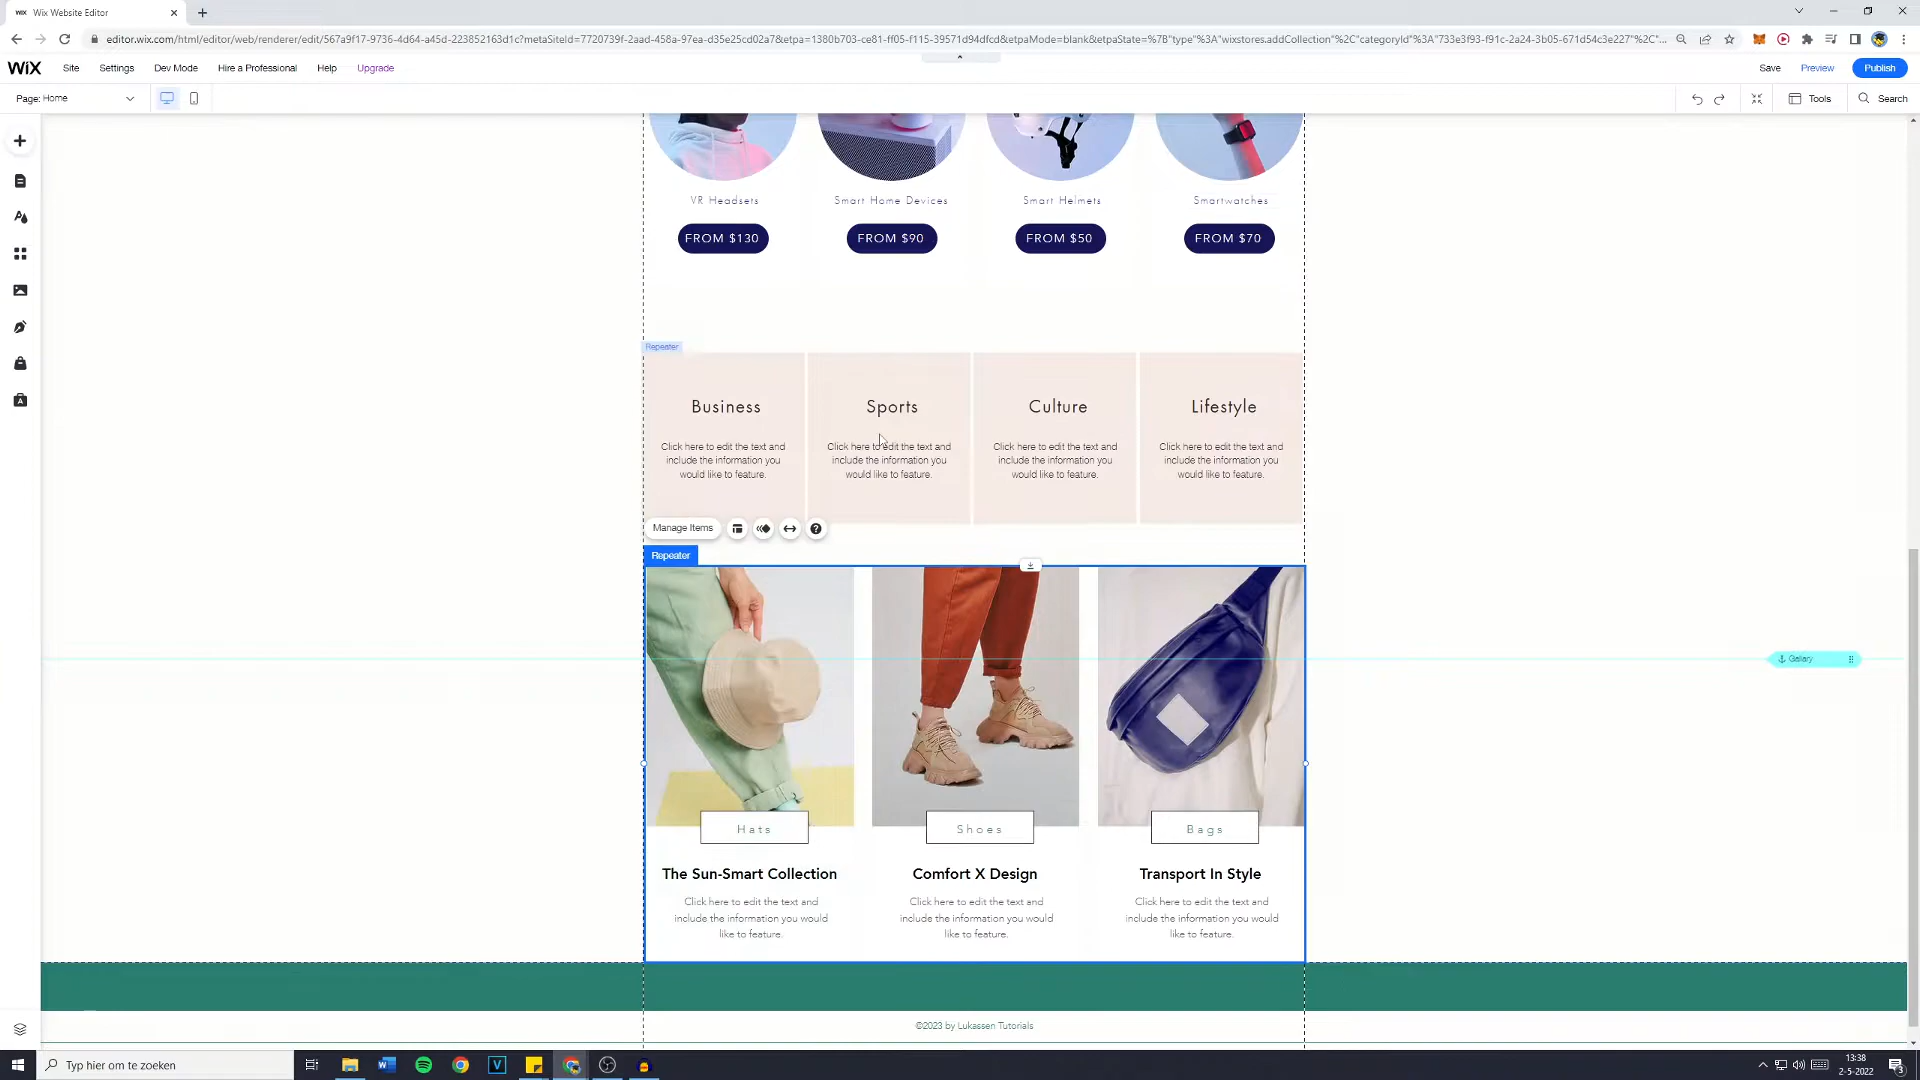 WiX Wix Website Editor
editor.wix.com/html/editor/web/renderer/edit/567a9f17-9736-4d64-a45d-223852163d1c?metaSiteId=7720739f-2aad-458a-97ea-d35e25cd02a7&etpa=1380b703-ce81-ff05-f115-39571d94dfcd&etpaMode=blank&etpaState=%7B"type"%3A"wixstores.addCollection"%2C"categoryId"%3A"733e3f93-f91c-2a24-3b05-671d54c3e227"%2C"...
WiX Site Settings Dev Mode Hire a Professional Help Upgrade Save Preview Publish
Page: Home Tools Search
VR Headsets Smart Home Devices Smart Helmets Smartwatches
FROM $130 FROM $90 FROM $50 FROM $70
Repeater
Business Sports Culture Lifestyle
Click here to edit the text and Click here to edit the text and Click here to edit the text and Click here to edit the text and
include the information you include the information you include the information you include the information you
would like to feature. would like to feature. would like to feature. would like to feature.
Manage Items
Repeater
Gallary
Hats Shoes Bags
The Sun-Smart Collection Comfort X Design Transport In Style
Click here to edit the text and Click here to edit the text and Click here to edit the text and
include the information you would include the information you would include the information you would
like to feature. like to feature. like to feature.
©2023 by Lukassen Tutorials
Typ hier om te zoeken
13:38
2-5-2022
3